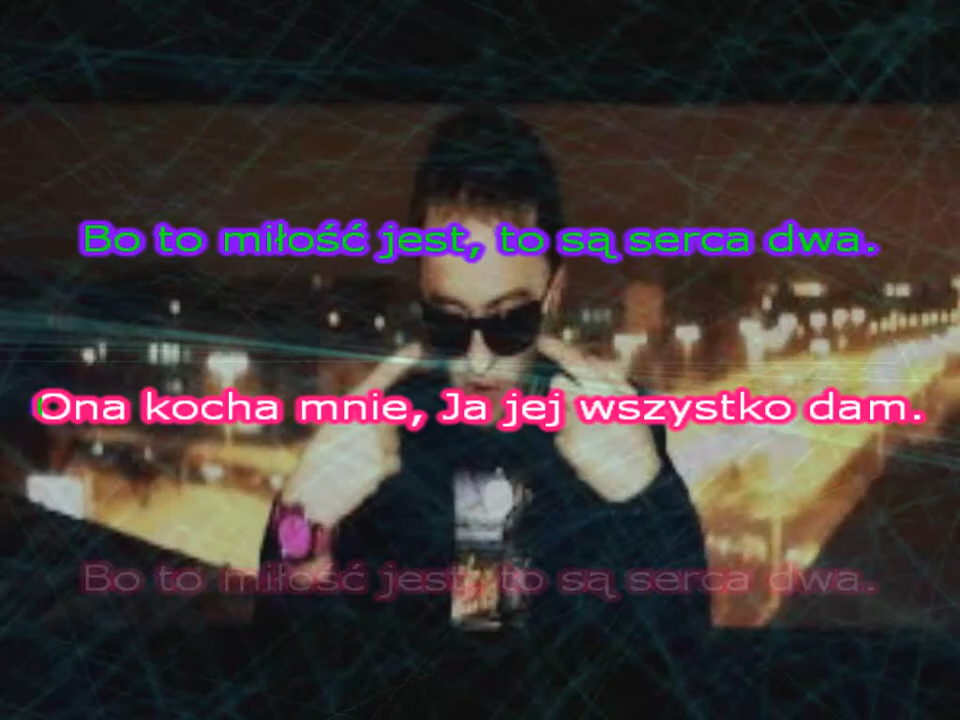 Bo to miłość jest, to są serca dwa.
Ona kocha mnie, Ja jej wszystko dam.
Bo to miłość jest, to są serca dwa.